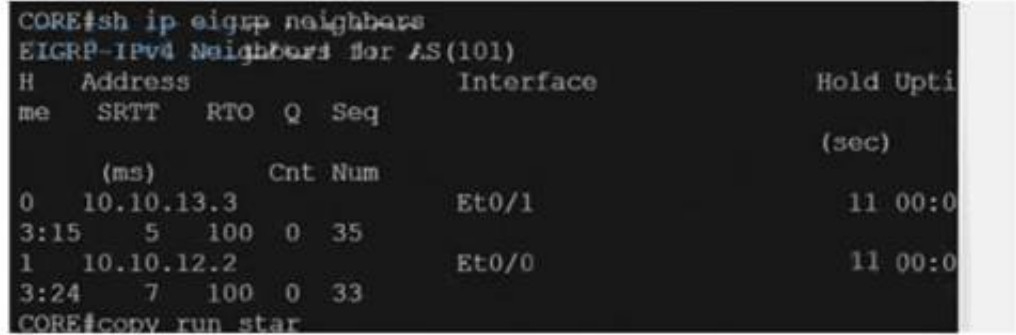 CORE#sh ip eigrp neighbors
EIGRP-IPv4 Neighbors for AS(101)
H Address Interface Hold Upti
me SRTT RTO Q Seq
(sec)
(ms) Cnt Num
0 10.10.13.3 Et0/1 11 00:0
3:15 5 100 0 35
1 10.10.12.2 Et0/0 11 00:0
3:24 7 100 0 33
CORE#copy run star